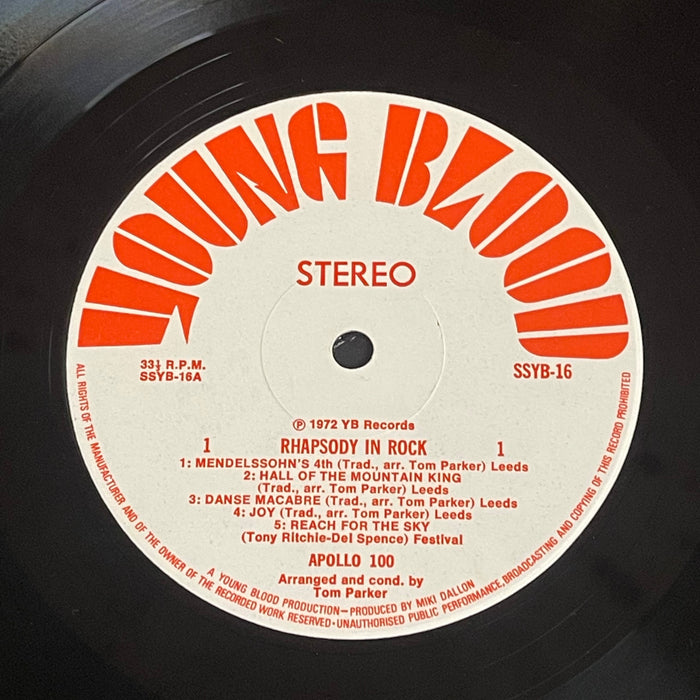 YOUNG BLOOD
STEREO
33⅓ R.P.M.
SSYB-16A
SSYB-16
℗ 1972 YB Records
1 RHAPSODY IN ROCK 1
1: MENDELSSOHN'S 4th (Trad., arr. Tom Parker) Leeds
2: HALL OF THE MOUNTAIN KING
(Trad., arr. Tom Parker) Leeds
3: DANSE MACABRE (Trad., arr. Tom Parker) Leeds
4: JOY (Trad., arr. Tom Parker) Leeds
5: REACH FOR THE SKY
(Tony Ritchie-Del Spence) Festival
APOLLO 100
Arranged and cond. by
Tom Parker
A YOUNG BLOOD PRODUCTION—PRODUCED BY MIKI DALLON
ALL RIGHTS OF THE MANUFACTURER AND OF THE OWNER OF THE RECORDED WORK RESERVED-UNAUTHORISED PUBLIC PERFORMANCE, BROADCASTING AND COPYING OF THIS RECORD PROHIBITED